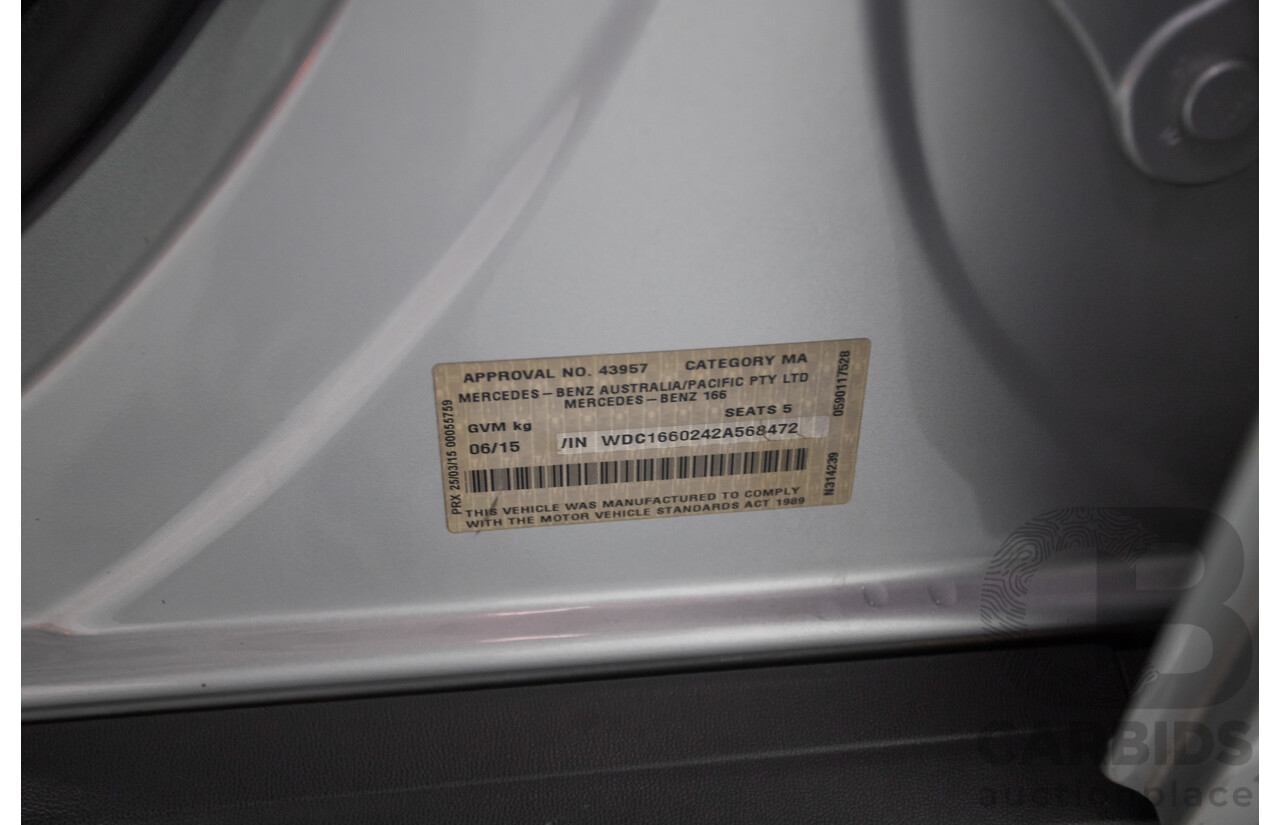 APPROVAL NO. 43957 CATEGORY MA
MERCEDES-BENZ AUSTRALIA/PACIFIC PTY LTD
MERCEDES-BENZ 166
SEATS 5
GVM kg
06/15 /IN WDC1660242A568472
THIS VEHICLE WAS MANUFACTURED TO COMPLY
WITH THE MOTOR VEHICLE STANDARDS ACT 1989
PRX 25/03/15 00055759
0590117528
N314239
CARBIDS
auction place